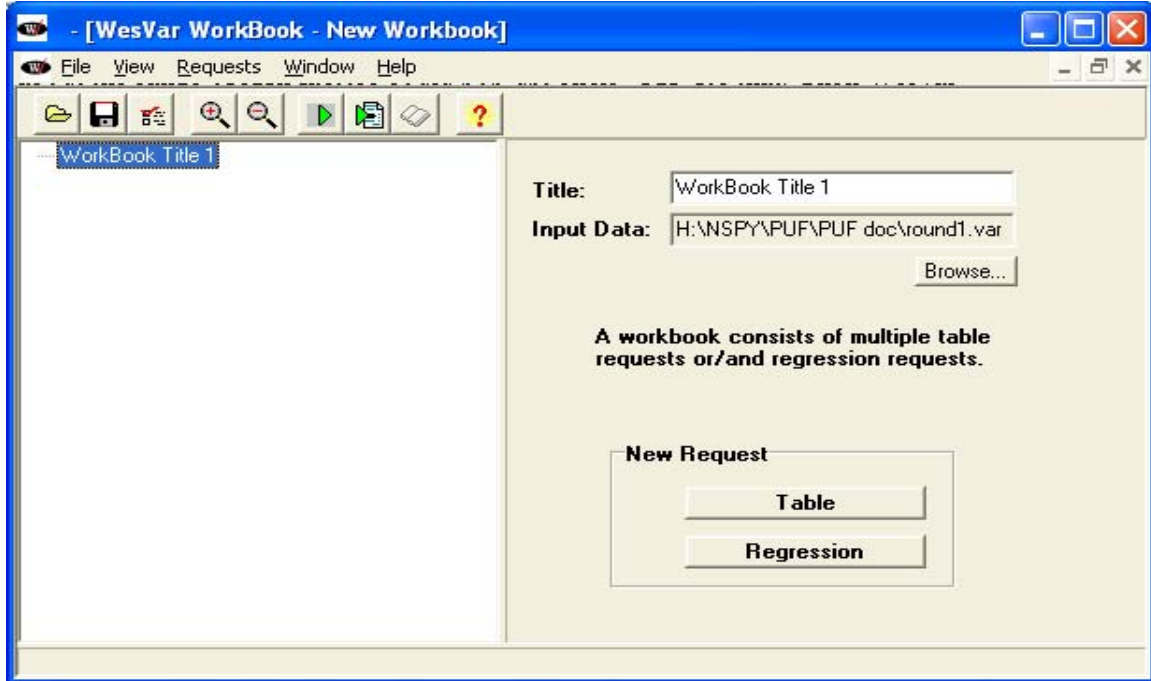 - [WesVar WorkBook - New Workbook]
File View Requests Window Help
?
WorkBook Title 1
Title: WorkBook Title 1
Input Data: H:\NSPY\PUF\PUF doc\round1.var
Browse...
A workbook consists of multiple table
requests or/and regression requests.
New Request
Table
Regression